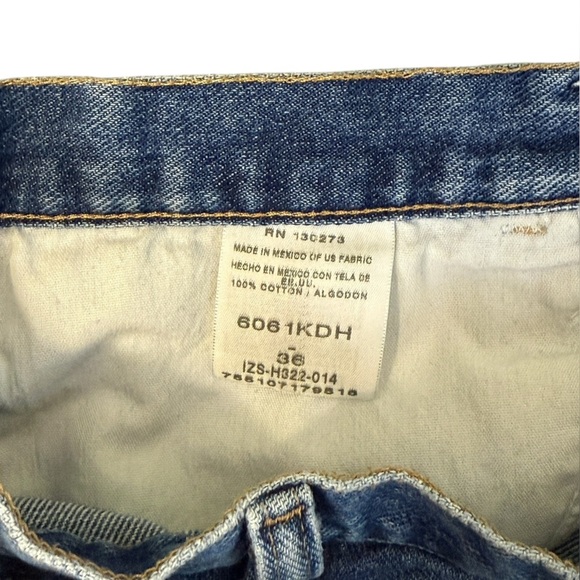 RN 130273
MADE IN MEXICO OF US FABRIC
HECHO EN MEXICO CON TELA DE
EE.UU.
100% COTTON / ALGODON
6061KDH
-
36
IZS-H322-014
755107179515